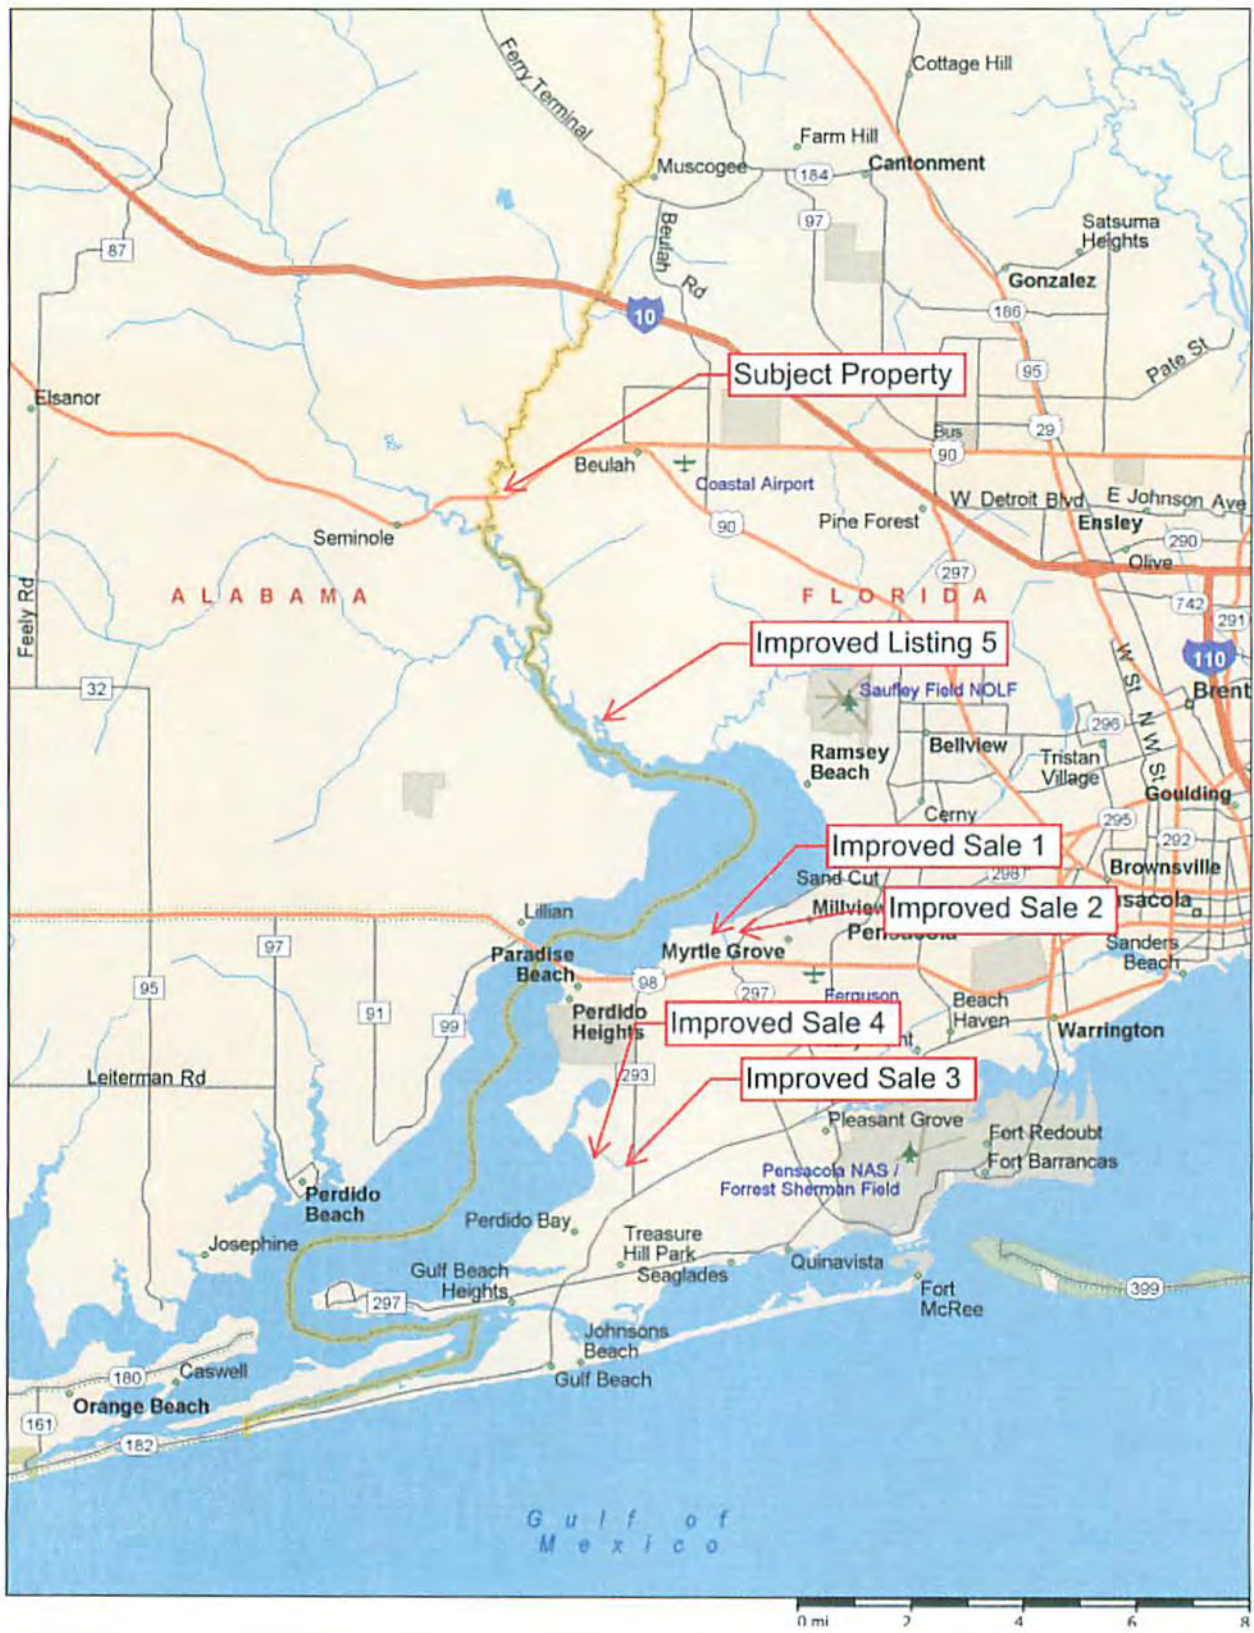 Cottage Hill
Ferry Terminal
Farm Hill
Muscogee
184
Cantonment
97
Beulah Rd
Satsuma
Heights
87
Gonzalez
10
186
Pate St
95
Subject Property
Elsanor
29
Bus
90
Beulah
Coastal Airport
W Detroit Blvd
E Johnson Ave
90
Pine Forest
Ensley
Seminole
290
Olive
297
ALABAMA
FLORIDA
742
291
Feely Rd
Improved Listing 5
W St
110
32
Saufley Field NOLF
Brent
N W St
296
Ramsey
Beach
Bellview
Tristan
Village
Goulding
Cerny
295
292
Improved Sale 1
Brownsville
Sand Cut
298
Millview
Improved Sale 2
Lillian
Myrtle Grove
97
Paradise
Beach
Sanders
Beach
98
95
297
Ferguson
Beach
Haven
91
99
Perdido
Heights
Improved Sale 4
Warrington
Leiterman Rd
293
Improved Sale 3
Pleasant Grove
Fort Redoubt
Fort Barrancas
Pensacola NAS /
Forrest Sherman Field
Perdido
Beach
Perdido Bay
Josephine
Treasure
Hill Park
Seaglades
Quinavista
Gulf Beach
Heights
297
Fort
McRee
399
Johnsons
Beach
Gulf Beach
180
Caswell
Orange Beach
161
182
Gulf of
Mexico
0 mi 2 4 6 8